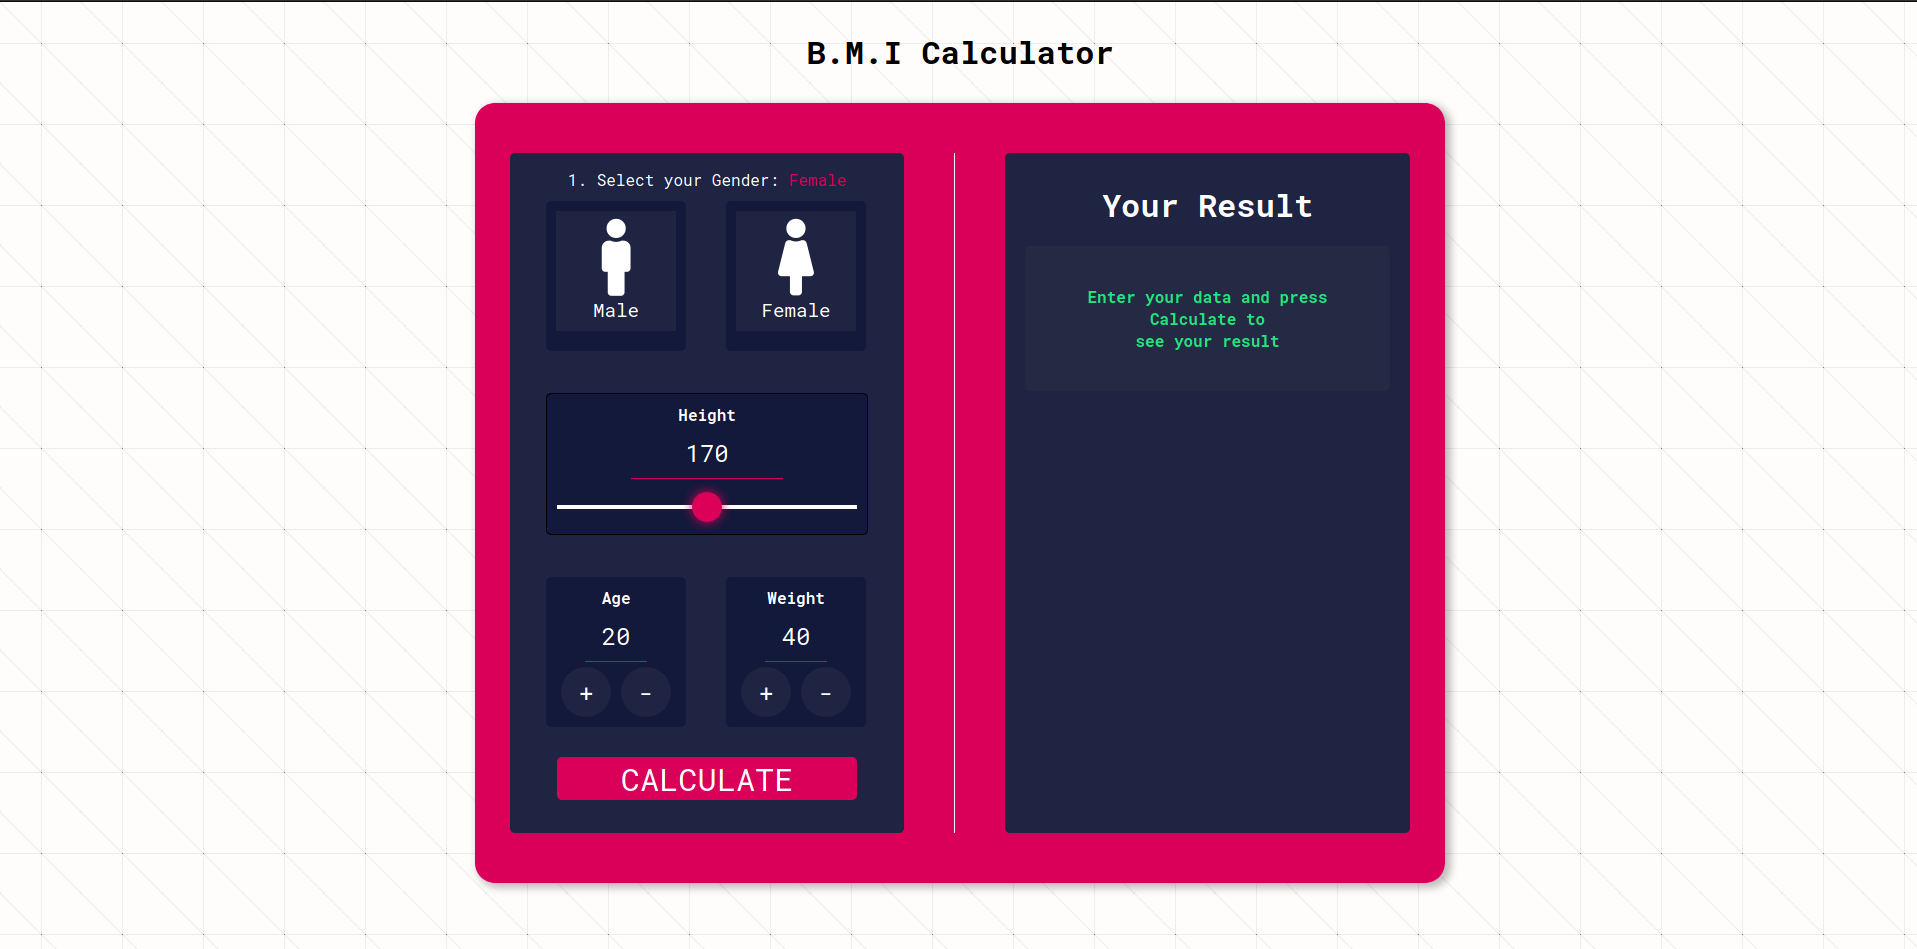 B.M.I Calculator
1. Select your Gender: Female
Male
Female
Height
170
Age
20
+ -
Weight
40
+ -
CALCULATE
Your Result
Enter your data and press
Calculate to
see your result